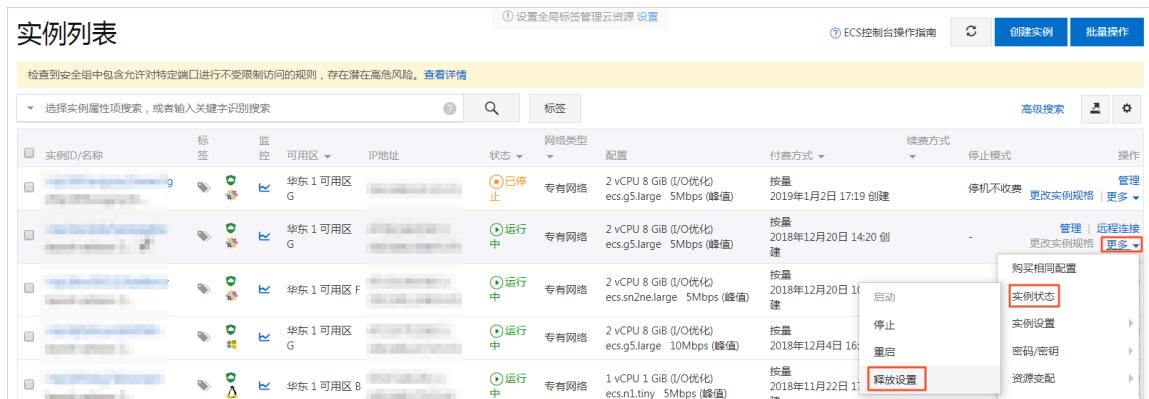 设置全局标签管理云资源 设置
实例列表
ECS控制台操作指南
创建实例
批量操作
检查到安全组中包含允许对特定端口进行不受限制访问的规则，存在潜在高危风险。查看详情
选择实例属性项搜索，或者输入关键字识别搜索
标签
高级搜索
实例ID/名称 标签 监控 可用区 IP地址 状态 网络类型 配置 付费方式 续费方式 停止模式 操作
华东 1 可用区 G 已停止 专有网络 2 vCPU 8 GiB (I/O优化) 按量 停机不收费 管理
ecs.g5.large 5Mbps (峰值) 2019年1月2日 17:19 创建 更改实例规格 | 更多
华东 1 可用区 G 运行中 专有网络 2 vCPU 8 GiB (I/O优化) 按量 - 管理 | 远程连接
ecs.g5.large 5Mbps (峰值) 2018年12月20日 14:20 创建 更改实例规格 | 更多
华东 1 可用区 F 运行中 专有网络 2 vCPU 8 GiB (I/O优化) 按量
ecs.sn2ne.large 5Mbps (峰值) 2018年12月20日 10
华东 1 可用区 G 运行中 专有网络 2 vCPU 8 GiB (I/O优化) 按量
ecs.g5.large 10Mbps (峰值) 2018年12月4日 16:
华东 1 可用区 B 运行中 专有网络 1 vCPU 1 GiB (I/O优化) 按量
ecs.n1.tiny 5Mbps (峰值) 2018年11月22日 17
购买相同配置
实例状态
实例设置
密码/密钥
资源变配
启动
停止
重启
释放设置